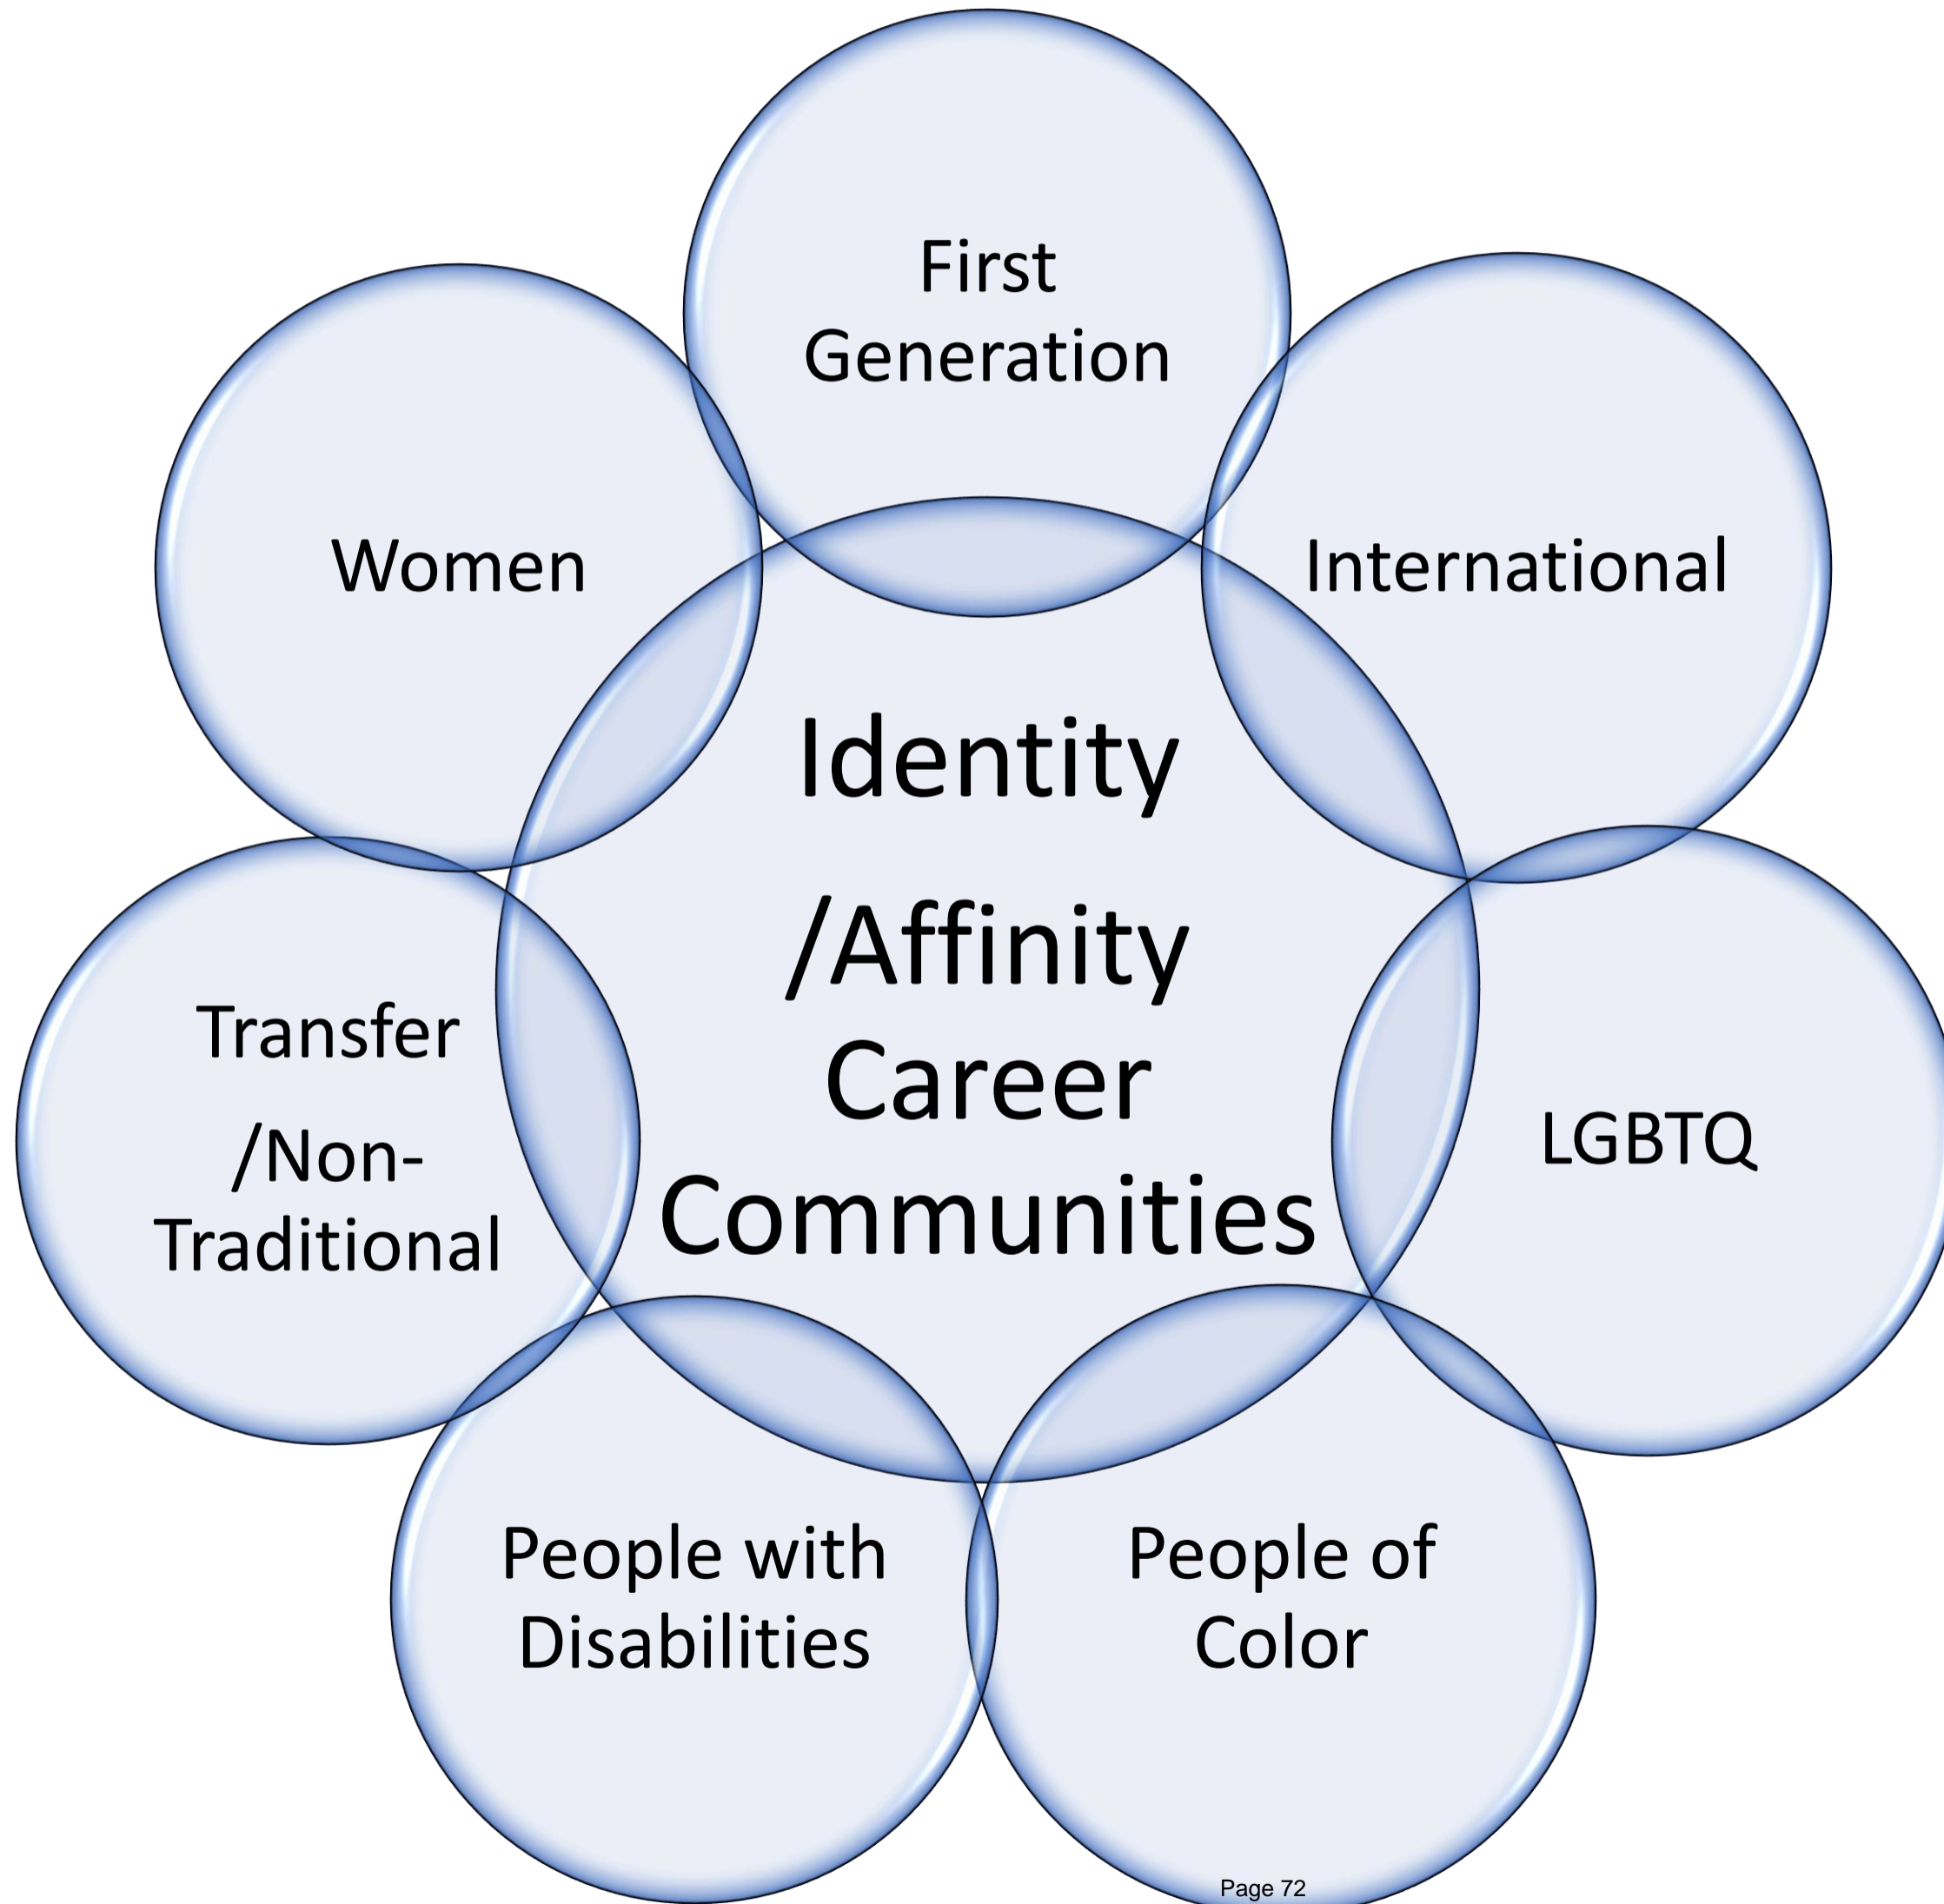 First
Generation
Women
International
Identity
/Affinity
Career
Communities
Transfer
/Non-
Traditional
LGBTQ
People with
Disabilities
People of
Color
Page 72